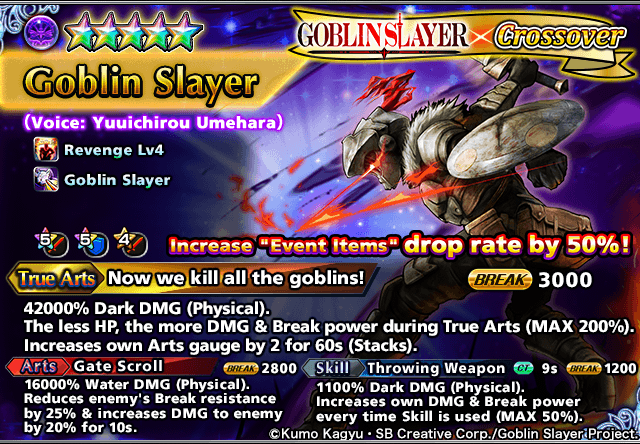 GOBLIN SLAYER × Crossover
Goblin Slayer
(Voice: Yuuichirou Umehara)
Revenge Lv4
Goblin Slayer
5 5 4
Increase "Event Items" drop rate by 50%!
True Arts Now we kill all the goblins! BREAK 3000
42000% Dark DMG (Physical).
The less HP, the more DMG & Break power during True Arts (MAX 200%).
Increases own Arts gauge by 2 for 60s (Stacks).
Arts Gate Scroll BREAK 2800
16000% Water DMG (Physical).
Reduces enemy's Break resistance
by 25% & increases DMG to enemy
by 20% for 10s.
Skill Throwing Weapon CT 9s BREAK 1200
1100% Dark DMG (Physical).
Increases own DMG & Break power
every time Skill is used (MAX 50%).
©Kumo Kagyu・SB Creative Corp./Goblin Slayer Project.